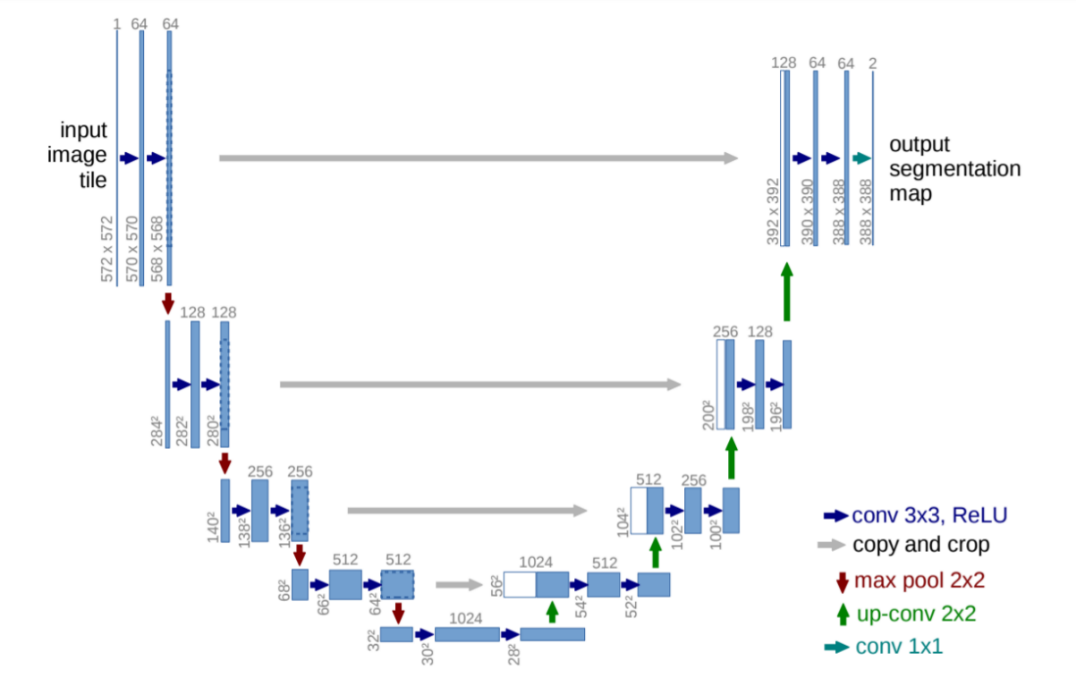 1 64 64
128 64 64 2
input
image
tile
output
segmentation
map
572 x 572
570 x 570
568 x 568
392 x 392
390 x 390
388 x 388
388 x 388
128 128
256 128
284²
282²
280²
200²
198²
196²
256 256
512 256
140²
138²
136²
104²
102²
100²
512 512
1024 512
68²
66²
64²
56²
54²
52²
1024
32²
30²
28²
conv 3x3, ReLU
copy and crop
max pool 2x2
up-conv 2x2
conv 1x1